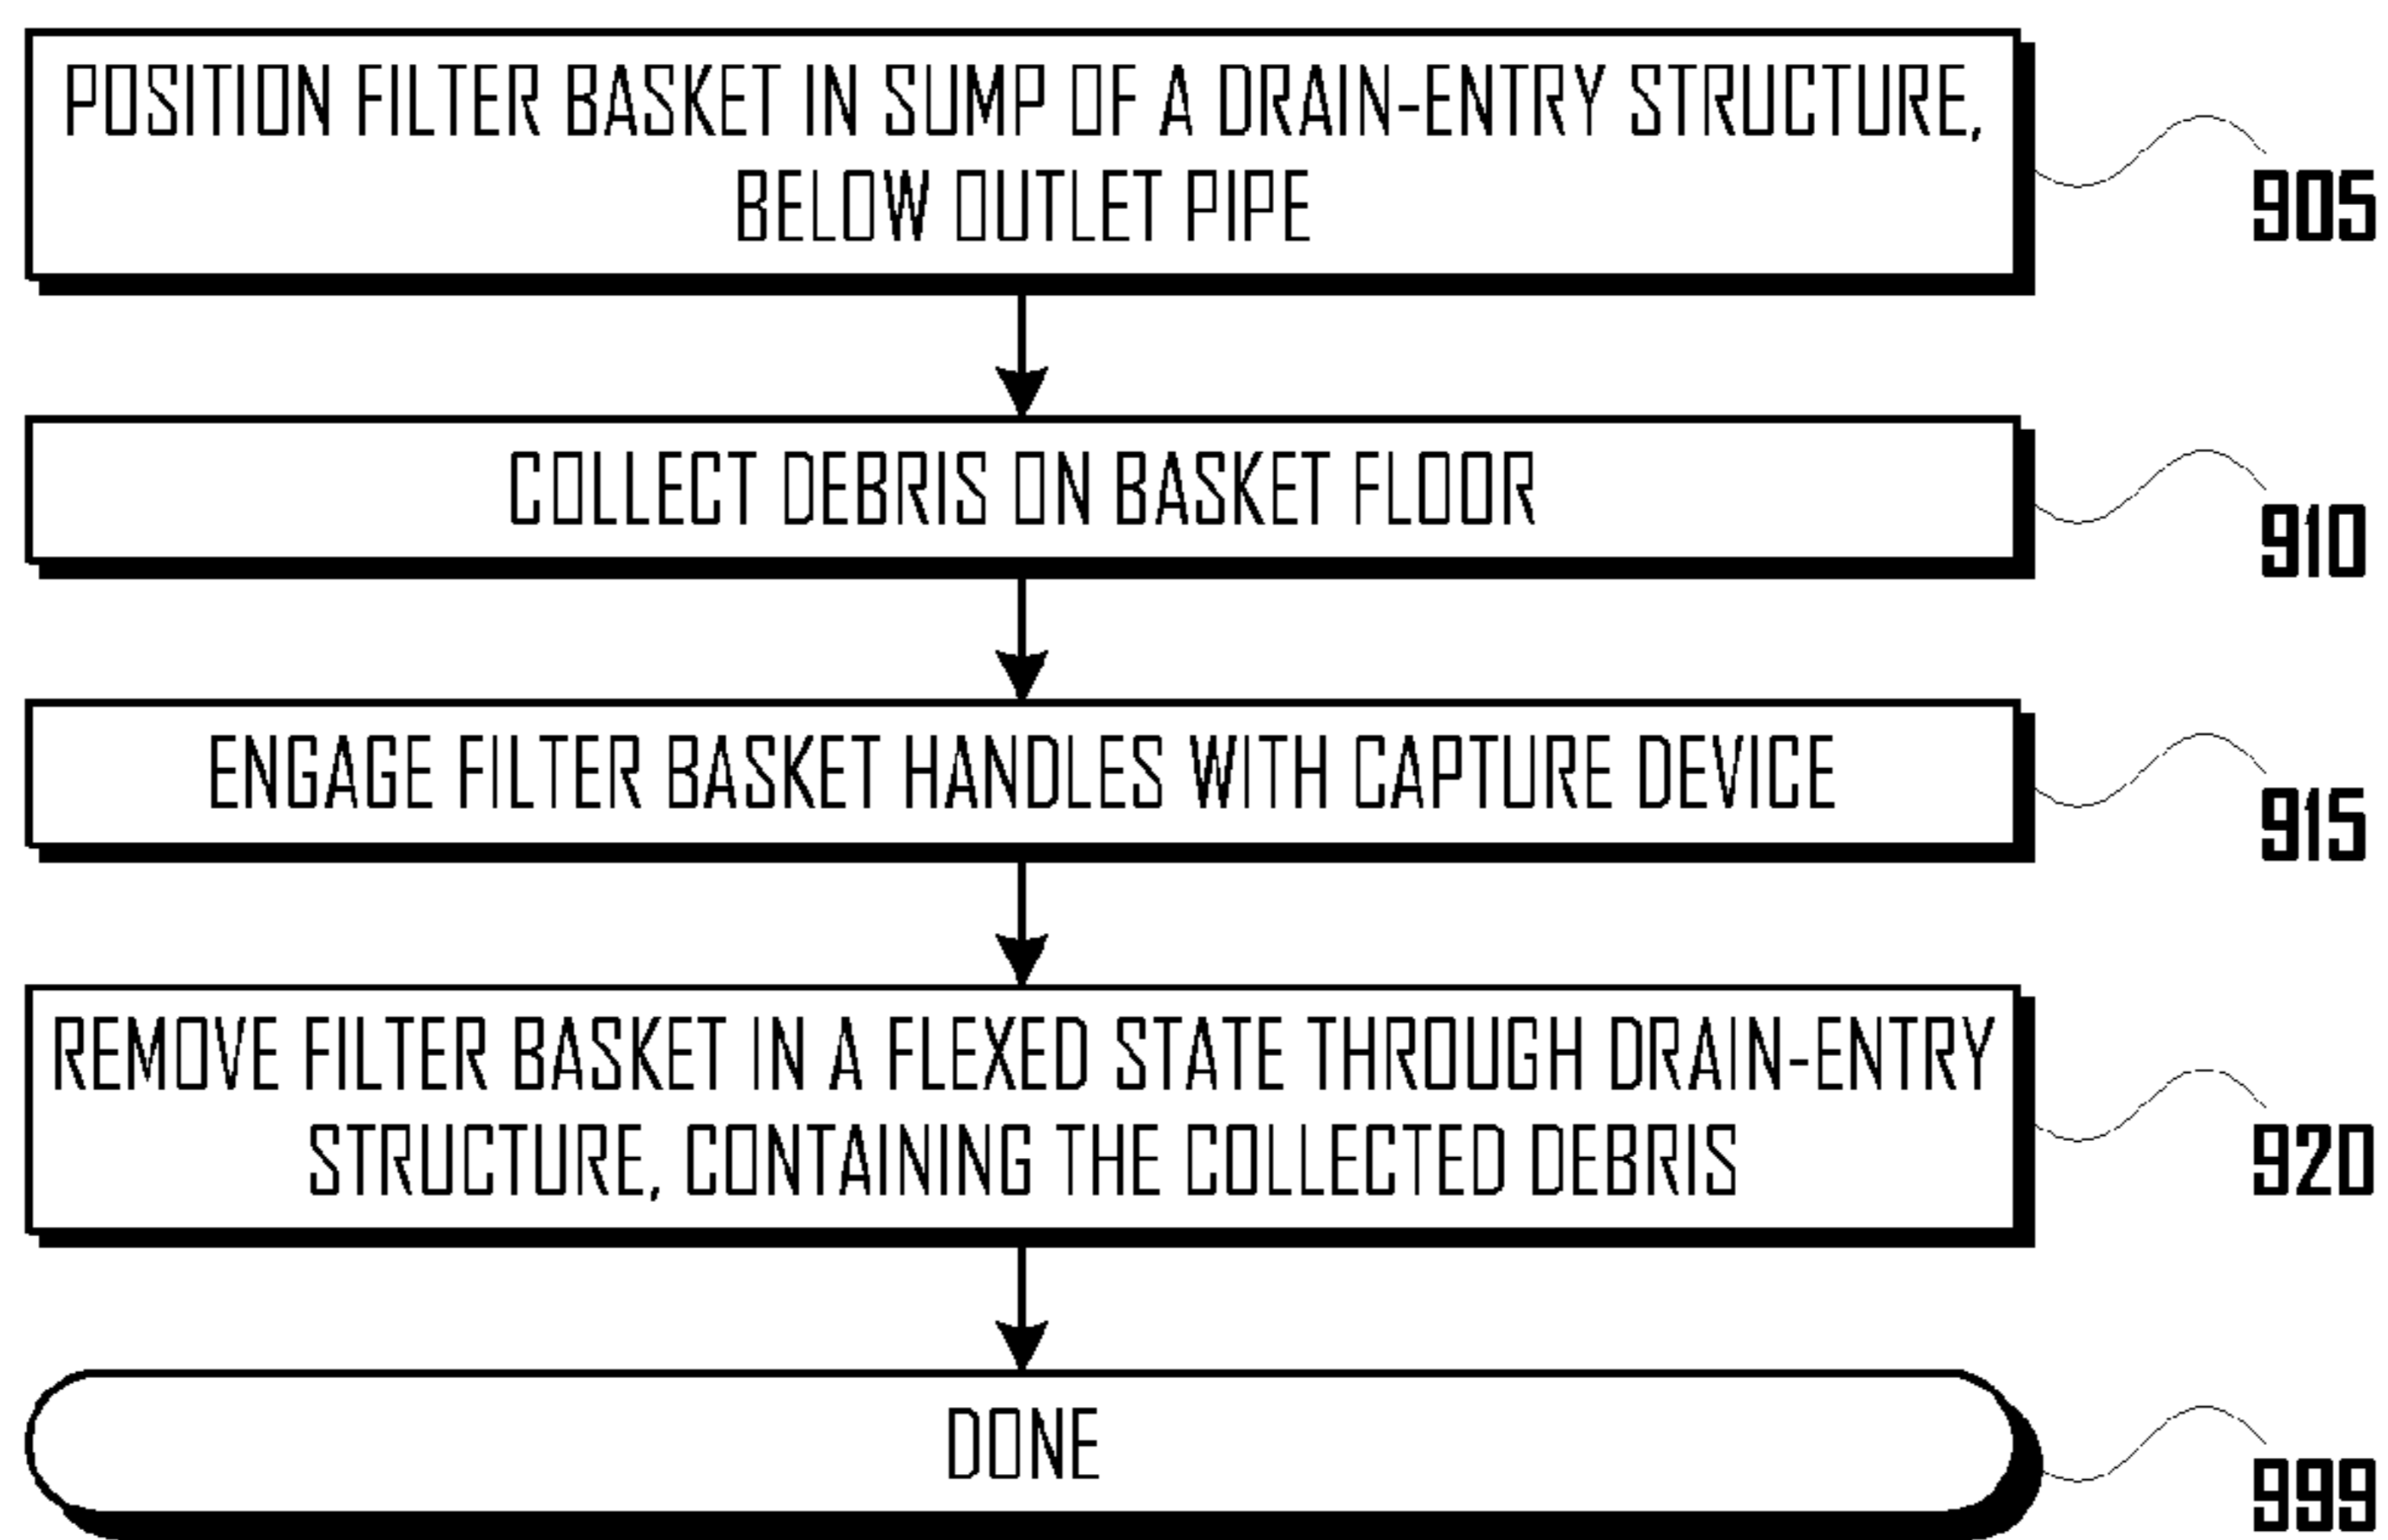 POSITION FILTER BASKET IN SUMP OF A DRAIN-ENTRY STRUCTURE,
BELOW OUTLET PIPE
905
COLLECT DEBRIS ON BASKET FLOOR
910
ENGAGE FILTER BASKET HANDLES WITH CAPTURE DEVICE
915
REMOVE FILTER BASKET IN A FLEXED STATE THROUGH DRAIN-ENTRY
STRUCTURE, CONTAINING THE COLLECTED DEBRIS
920
DONE
999